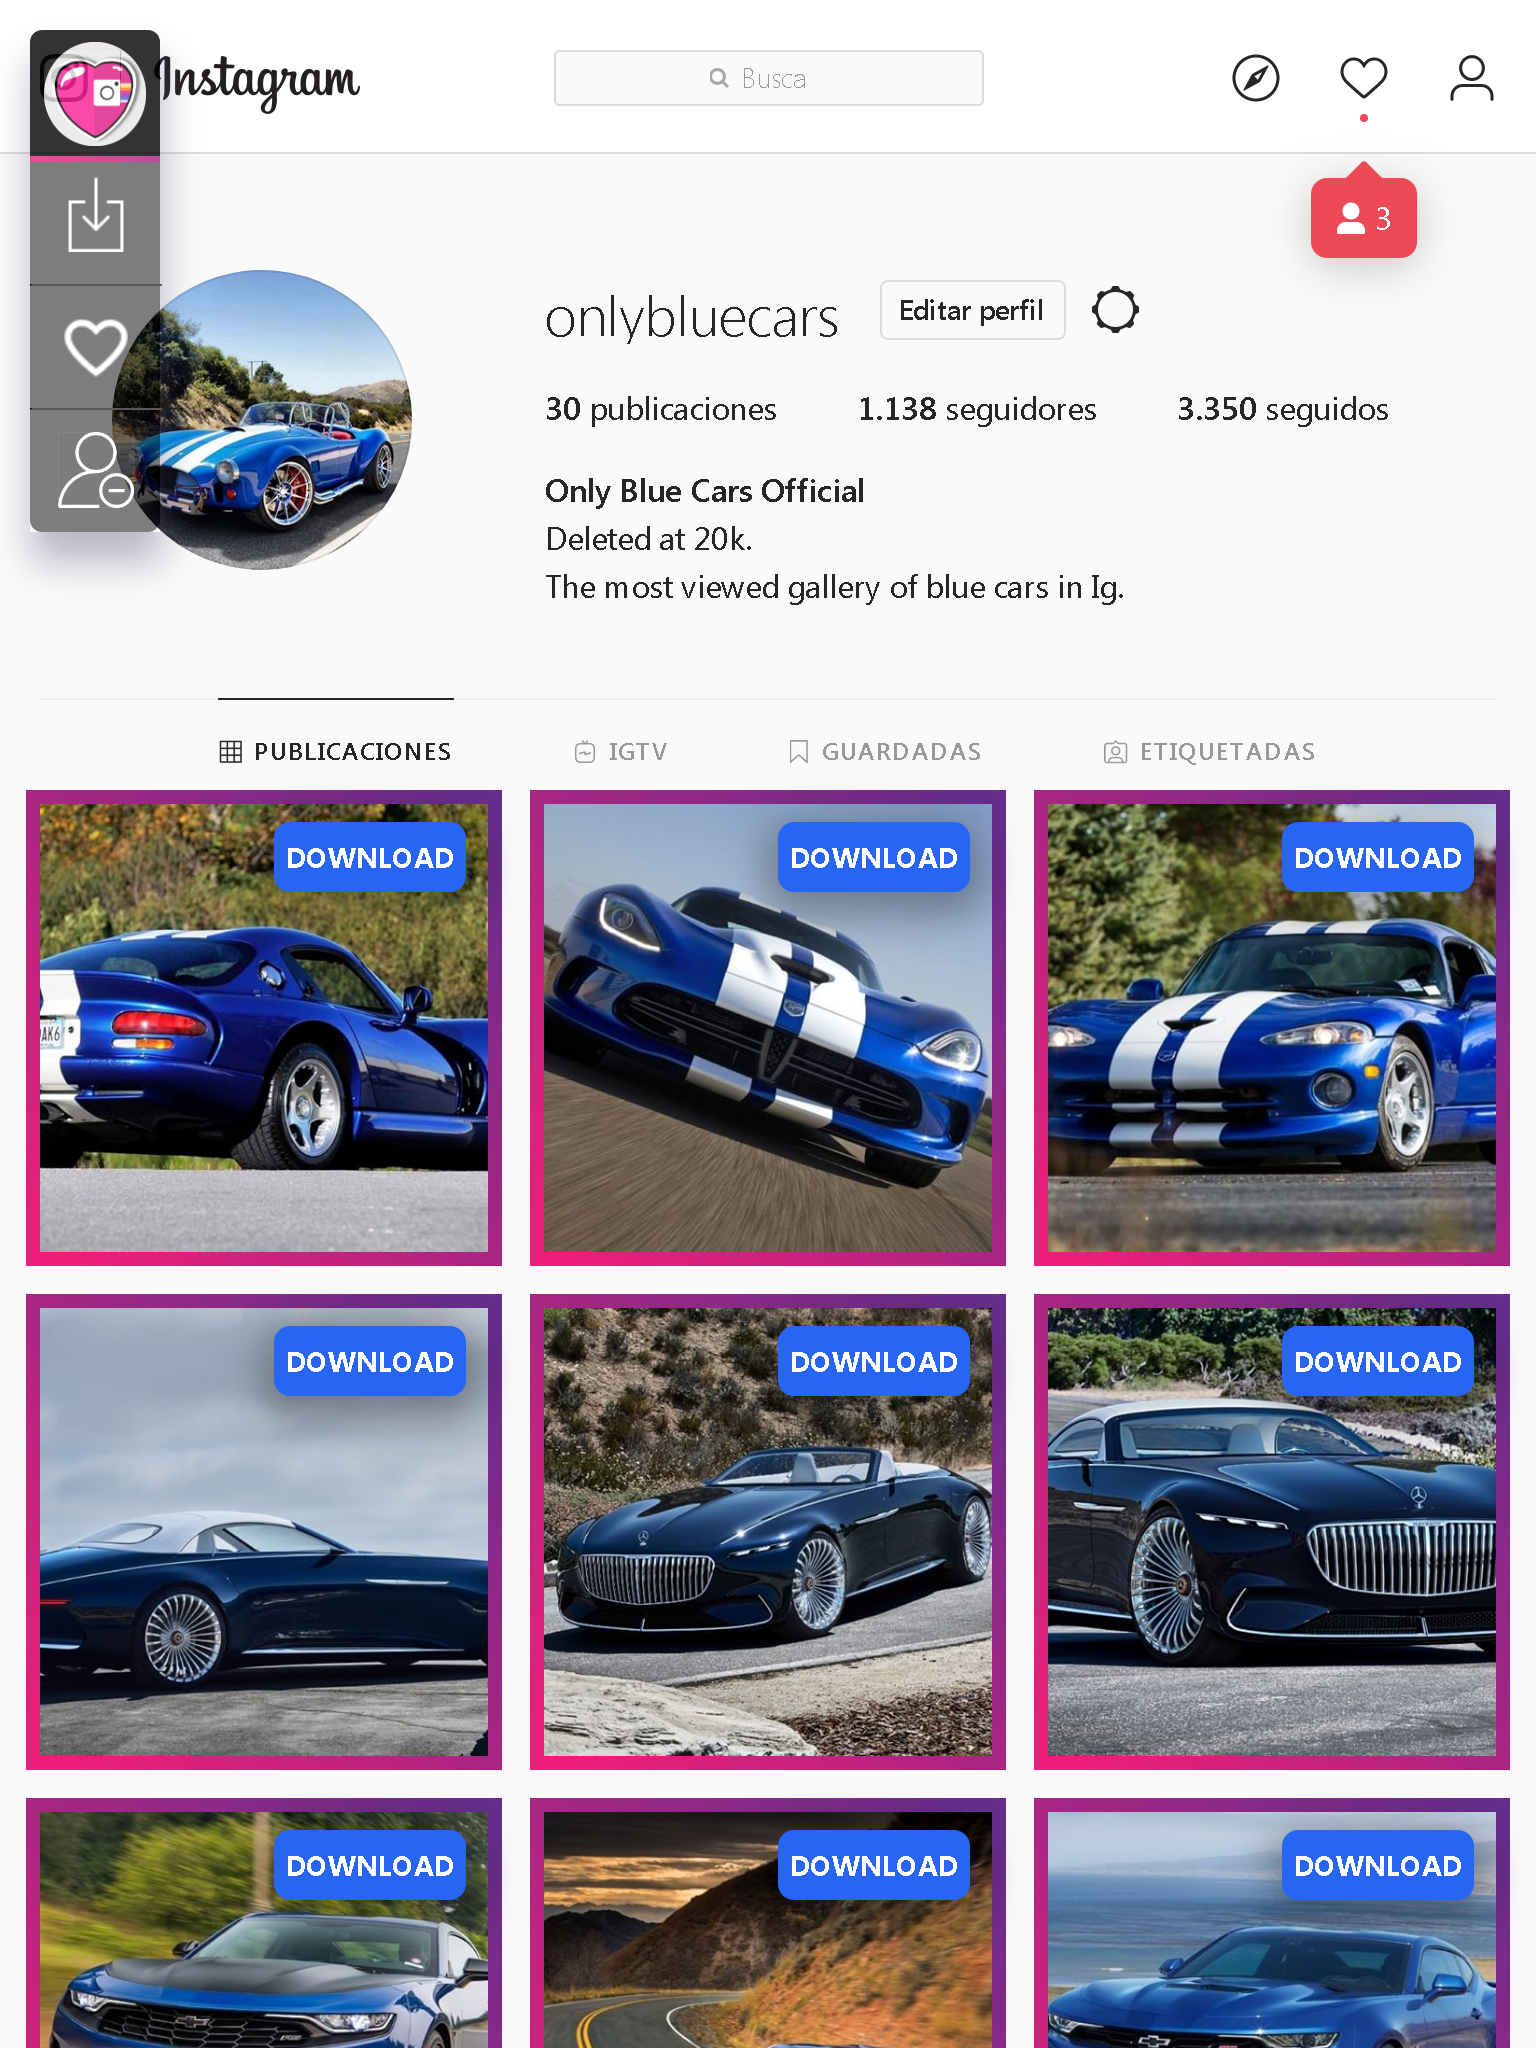 Instagram
Busca
3
onlybluecars
Editar perfil
30 publicaciones 1.138 seguidores 3.350 seguidos
Only Blue Cars Official
Deleted at 20k.
The most viewed gallery of blue cars in Ig.
PUBLICACIONES IGTV GUARDADAS ETIQUETADAS
DOWNLOAD DOWNLOAD DOWNLOAD
AK6
DOWNLOAD DOWNLOAD DOWNLOAD
DOWNLOAD DOWNLOAD DOWNLOAD